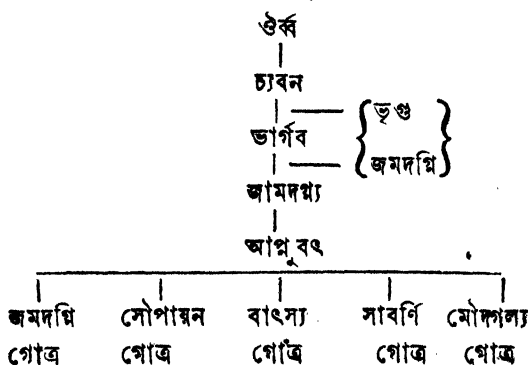 ঔর্ব্ব
চ্যবন
ভৃগু
ভার্গব
জমদগ্নি
জামদগ্ন্য
আপ্নুবৎ
জমদগ্নি সৌপায়ন বাৎস্য সাবর্ণি মৌদ্গল্য
গোত্র গোত্র গোত্র গোত্র গোত্র